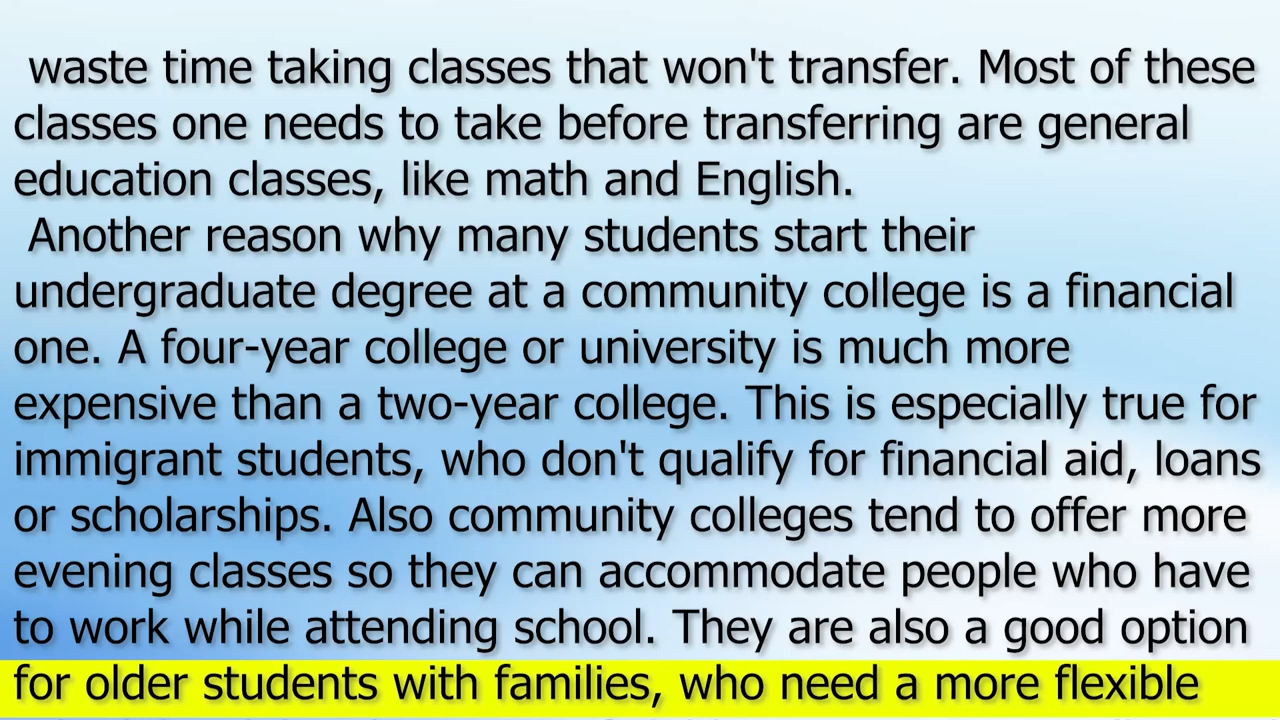 waste time taking classes that won't transfer. Most of these
classes one needs to take before transferring are general
education classes, like math and English.
Another reason why many students start their
undergraduate degree at a community college is a financial
one. A four-year college or university is much more
expensive than a two-year college. This is especially true for
immigrant students, who don't qualify for financial aid, loans
or scholarships. Also community colleges tend to offer more
evening classes so they can accommodate people who have
to work while attending school. They are also a good option
for older students with families, who need a more flexible